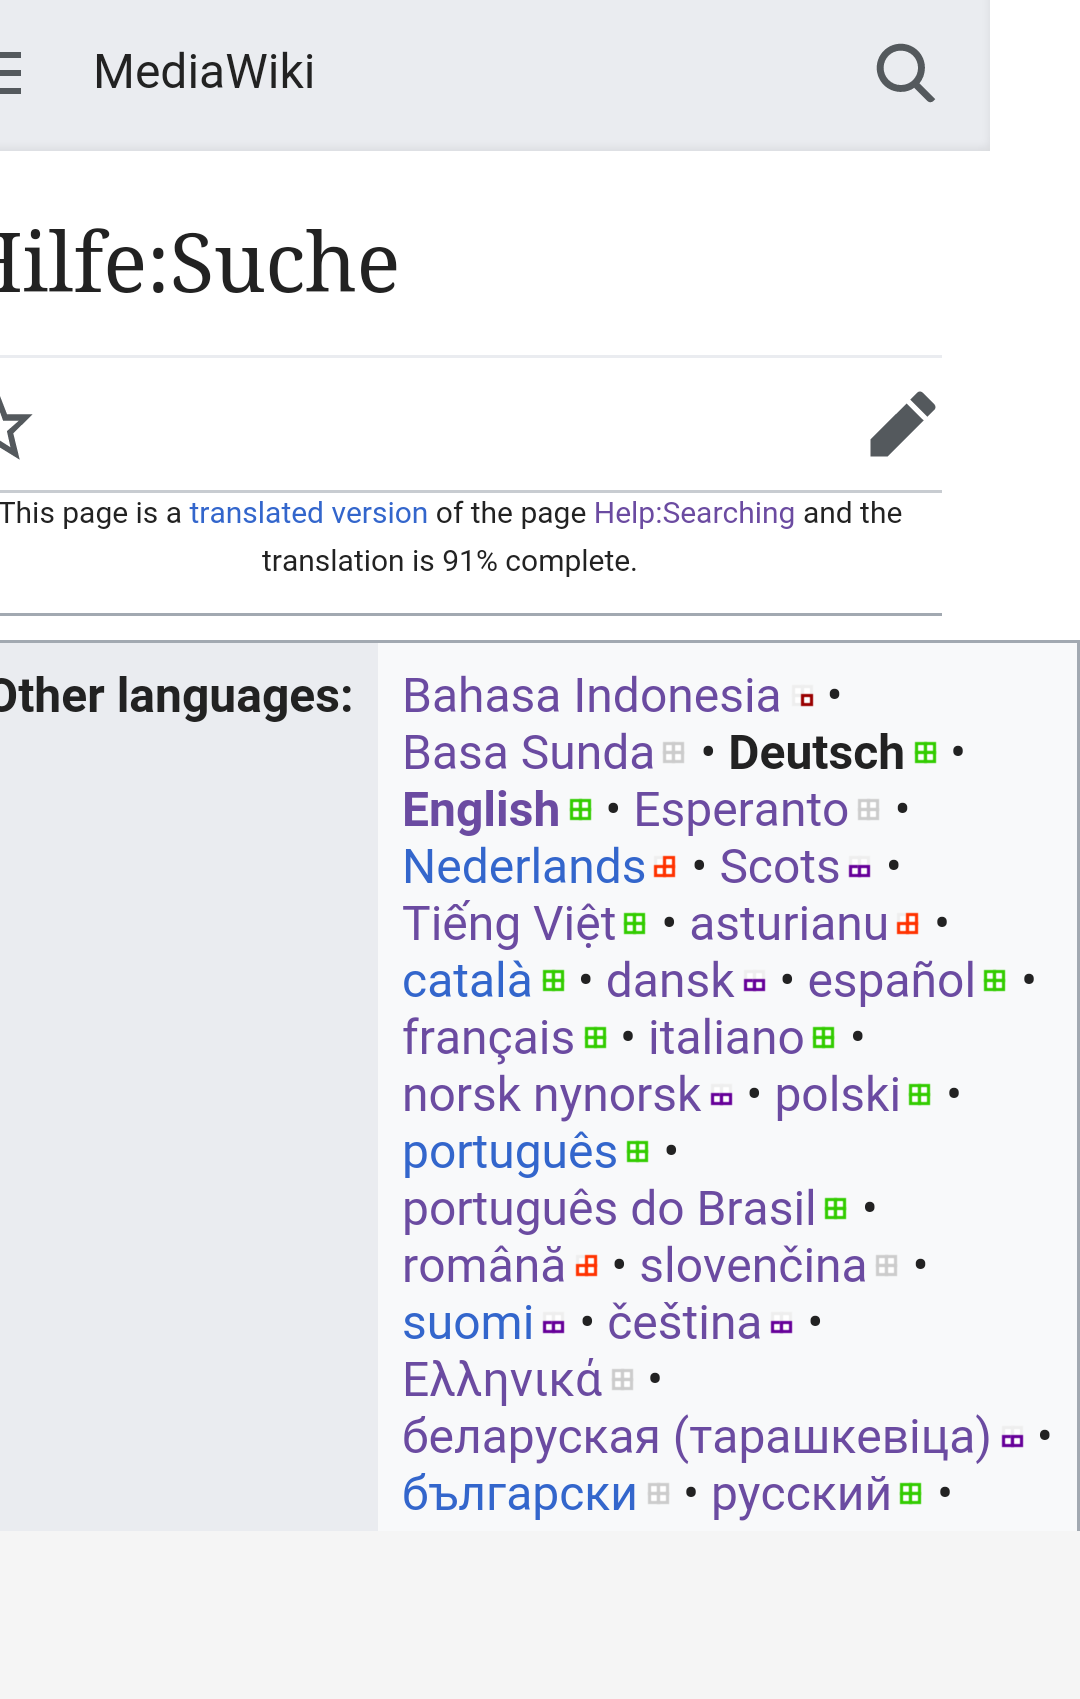 MediaWiki
Hilfe:Suche
This page is a translated version of the page Help:Searching and the
translation is 91% complete.
Other languages:
Bahasa Indonesia •
Basa Sunda • Deutsch •
English • Esperanto •
Nederlands • Scots •
Tiếng Việt • asturianu •
català • dansk • español •
français • italiano •
norsk nynorsk • polski •
português •
português do Brasil •
română • slovenčina •
suomi • čeština •
Ελληνικά •
беларуская (тарашкевіца) •
български • русский •